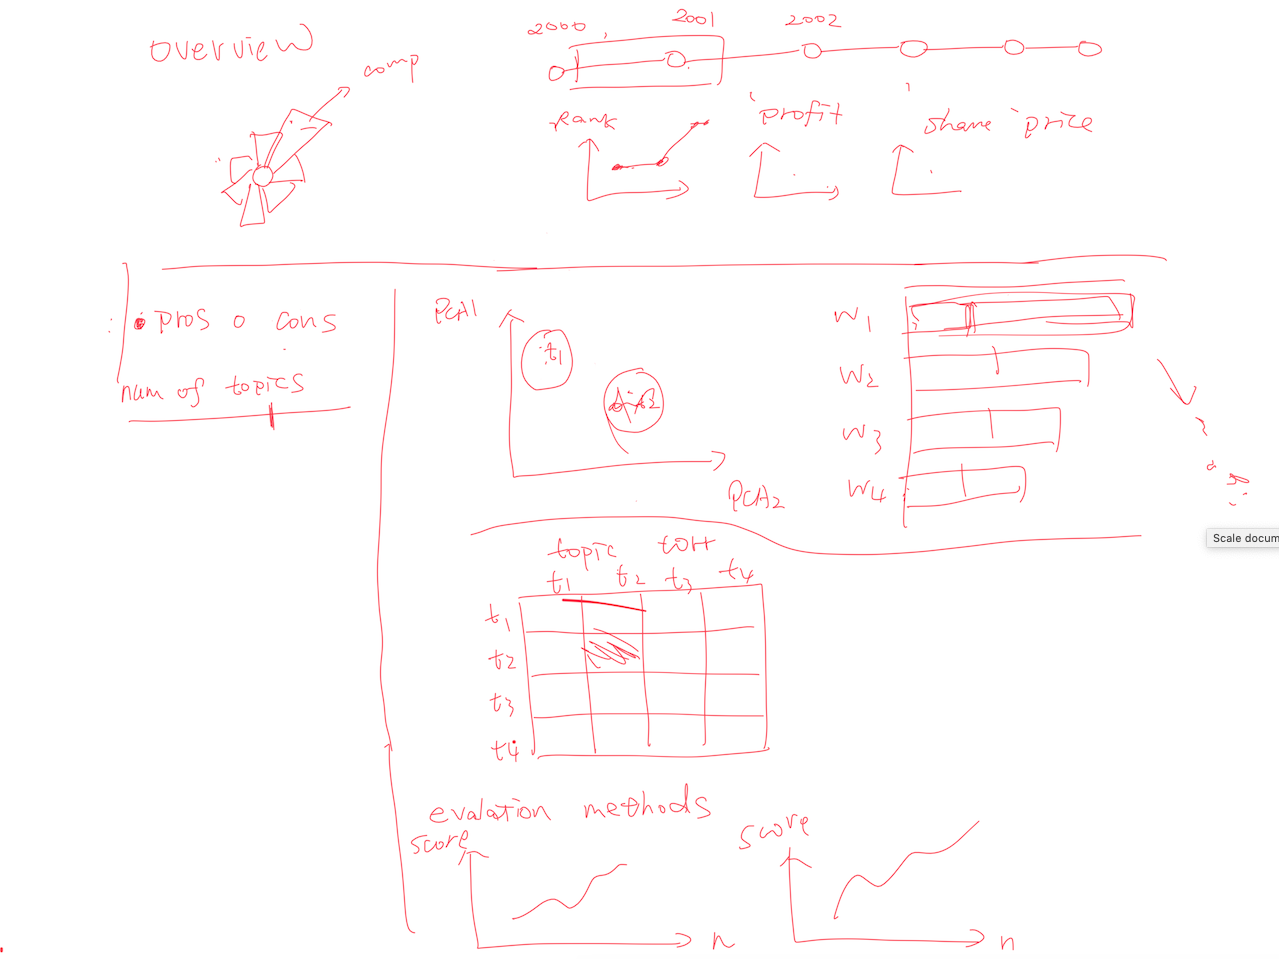 overview
comp
2000
2001
2002
Rank
profit
share price
pros o cons
num of topics
PCA1
t1
PCA2
W1
W2
W3
W4
topic corr
t1 t2 t3 t4
t1
t2
t3
t4
evalation methods
score
n
score
n
Scale docum